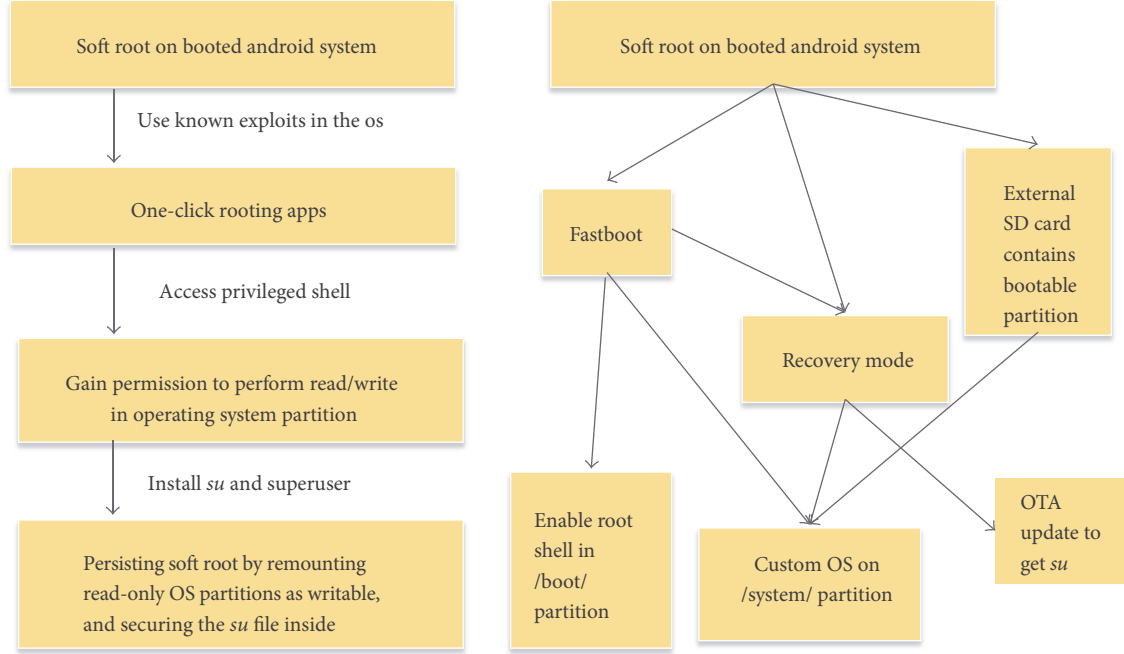 Soft root on booted android system
Use known exploits in the os
One-click rooting apps
Access privileged shell
Gain permission to perform read/write
in operating system partition
Install su and superuser
Persisting soft root by remounting
read-only OS partitions as writable,
and securing the su file inside
Soft root on booted android system
Fastboot
External
SD card
contains
bootable
partition
Recovery mode
Enable root
shell in
/boot/
partition
Custom OS on
/system/ partition
OTA
update to
get su